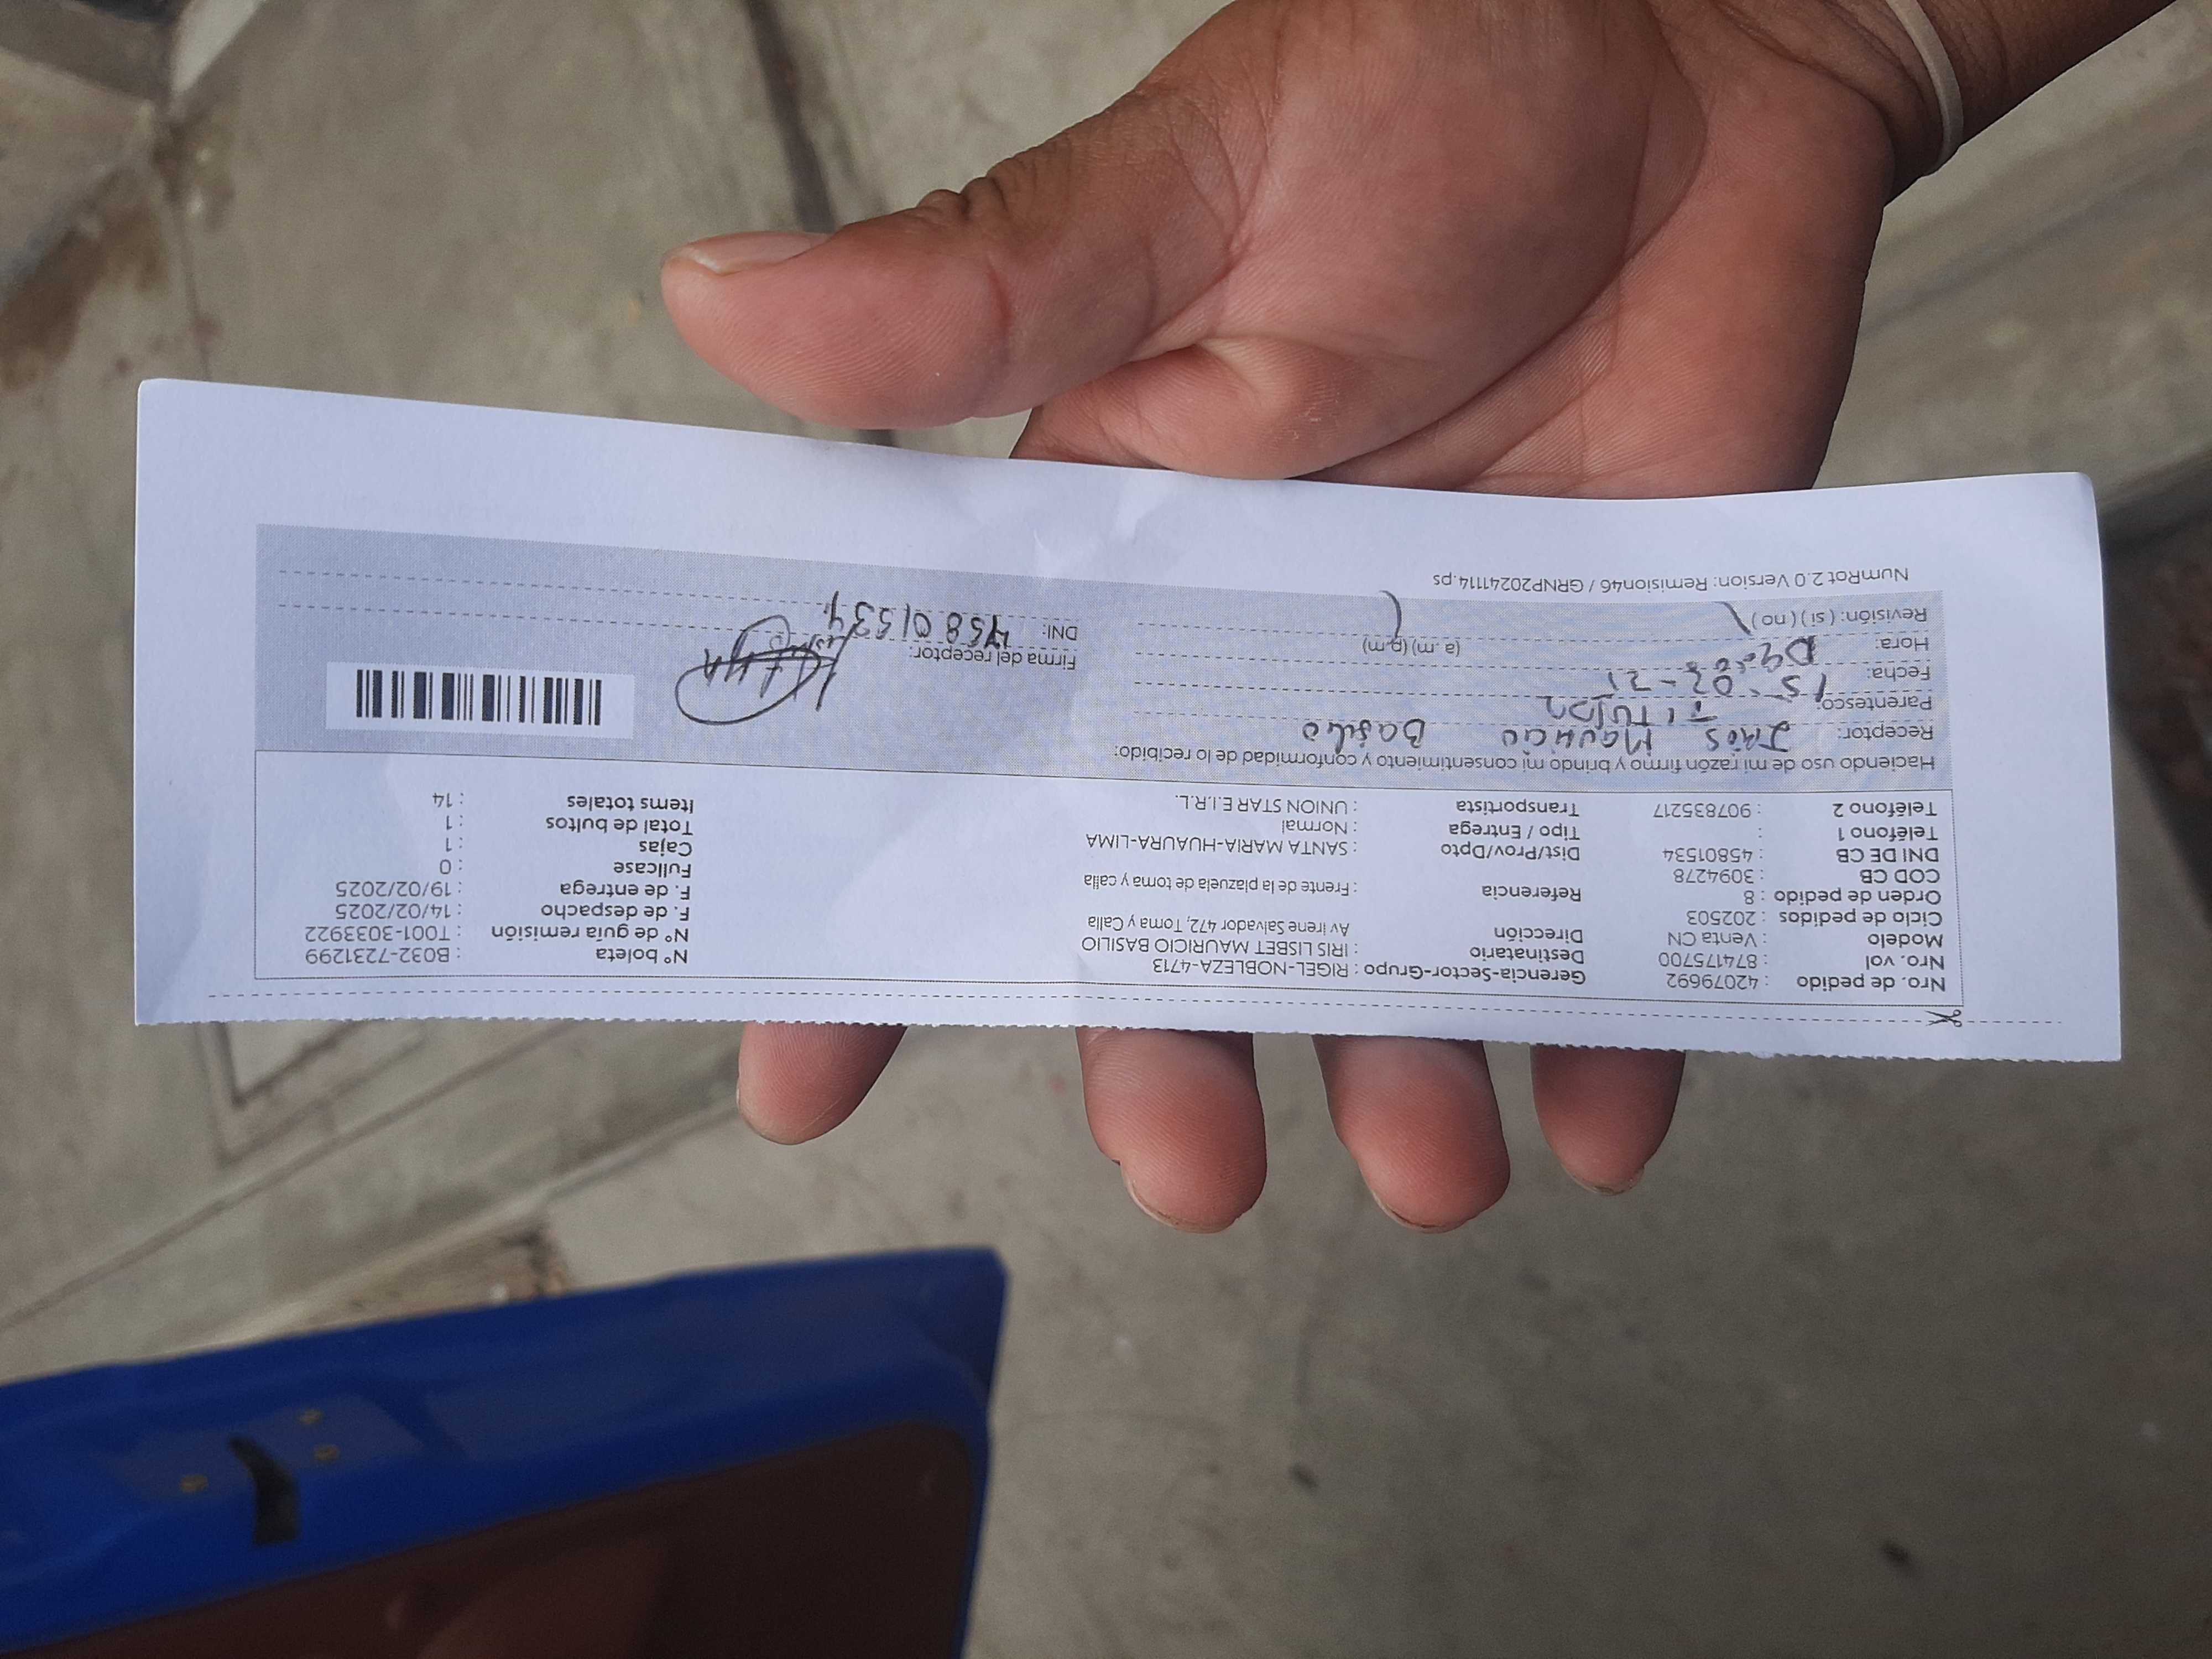 Nro. de pedido : 42079692
Nro. vol. : 874175700
Modelo : Venta CN
Ciclo de pedidos : 202503
Orden de pedido : 8
COD CB : 3094278
DNI DE CB : 45801534
Teléfono 1 :
Teléfono 2 : 907835217
Gerencia-Sector-Grupo : RIGEL-NOBLEZA-4713
Destinatario : IRIS LISBET MAURICIO BASILIO
Dirección Av Irene Salvador 472, Toma y Calla
Referencia : Frente de la plazuela de toma y calla
Dist/Prov/Dpto : SANTA MARIA-HUAURA-LIMA
Tipo / Entrega : Normal
Transportista : UNION STAR E.I.R.L.
N° boleta : B032-7231299
N° de guía remisión : T001-3033922
F. de despacho : 14/02/2025
F. de entrega : 19/02/2025
Fullcase : 0
Cajas : 1
Total de bultos : 1
Items totales : 14
Haciendo uso de mi razón firmo y brindo mi consentimiento y conformidad de lo recibido:
Receptor: Mauricio Basilio
Parentesco: Titular
Fecha: 15-02-
Hora: (a. m) (p.m)
Revisión: ( si ) ( no )
Firma del receptor:
DNI: 45801534
NumRot 2.0 Version: Remision46 / GRNP20241114.ps